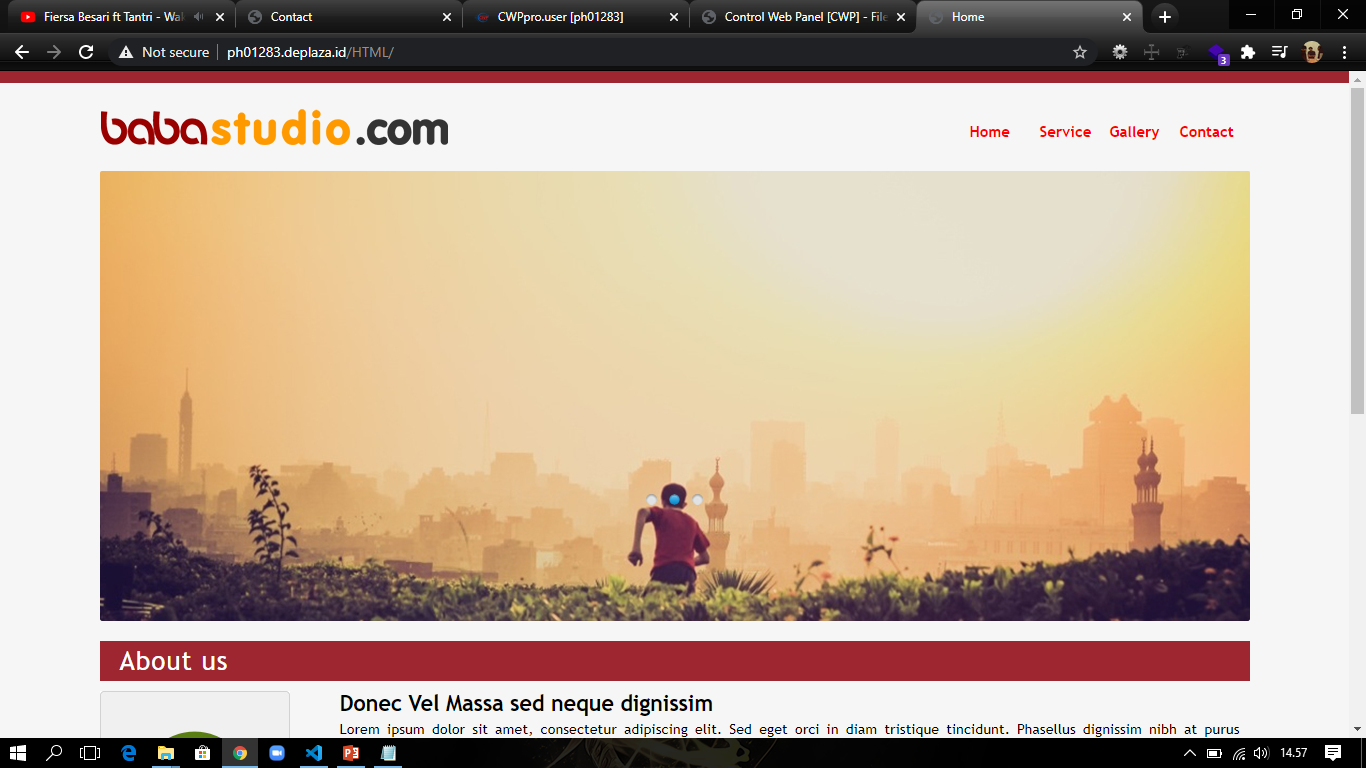 Fiersa Besari ft Tantri - Wak
Contact
CWPpro.user [ph01283]
Control Web Panel [CWP] - File
Home
Not secure
ph01283.deplaza.id/HTML/
3
babastudio.com
Home
Service
Gallery
Contact
About us
Donec Vel Massa sed neque dignissim
Lorem ipsum dolor sit amet, consectetur adipiscing elit. Sed eget orci in diam tristique tincidunt. Phasellus dignissim nibh at purus
14.57